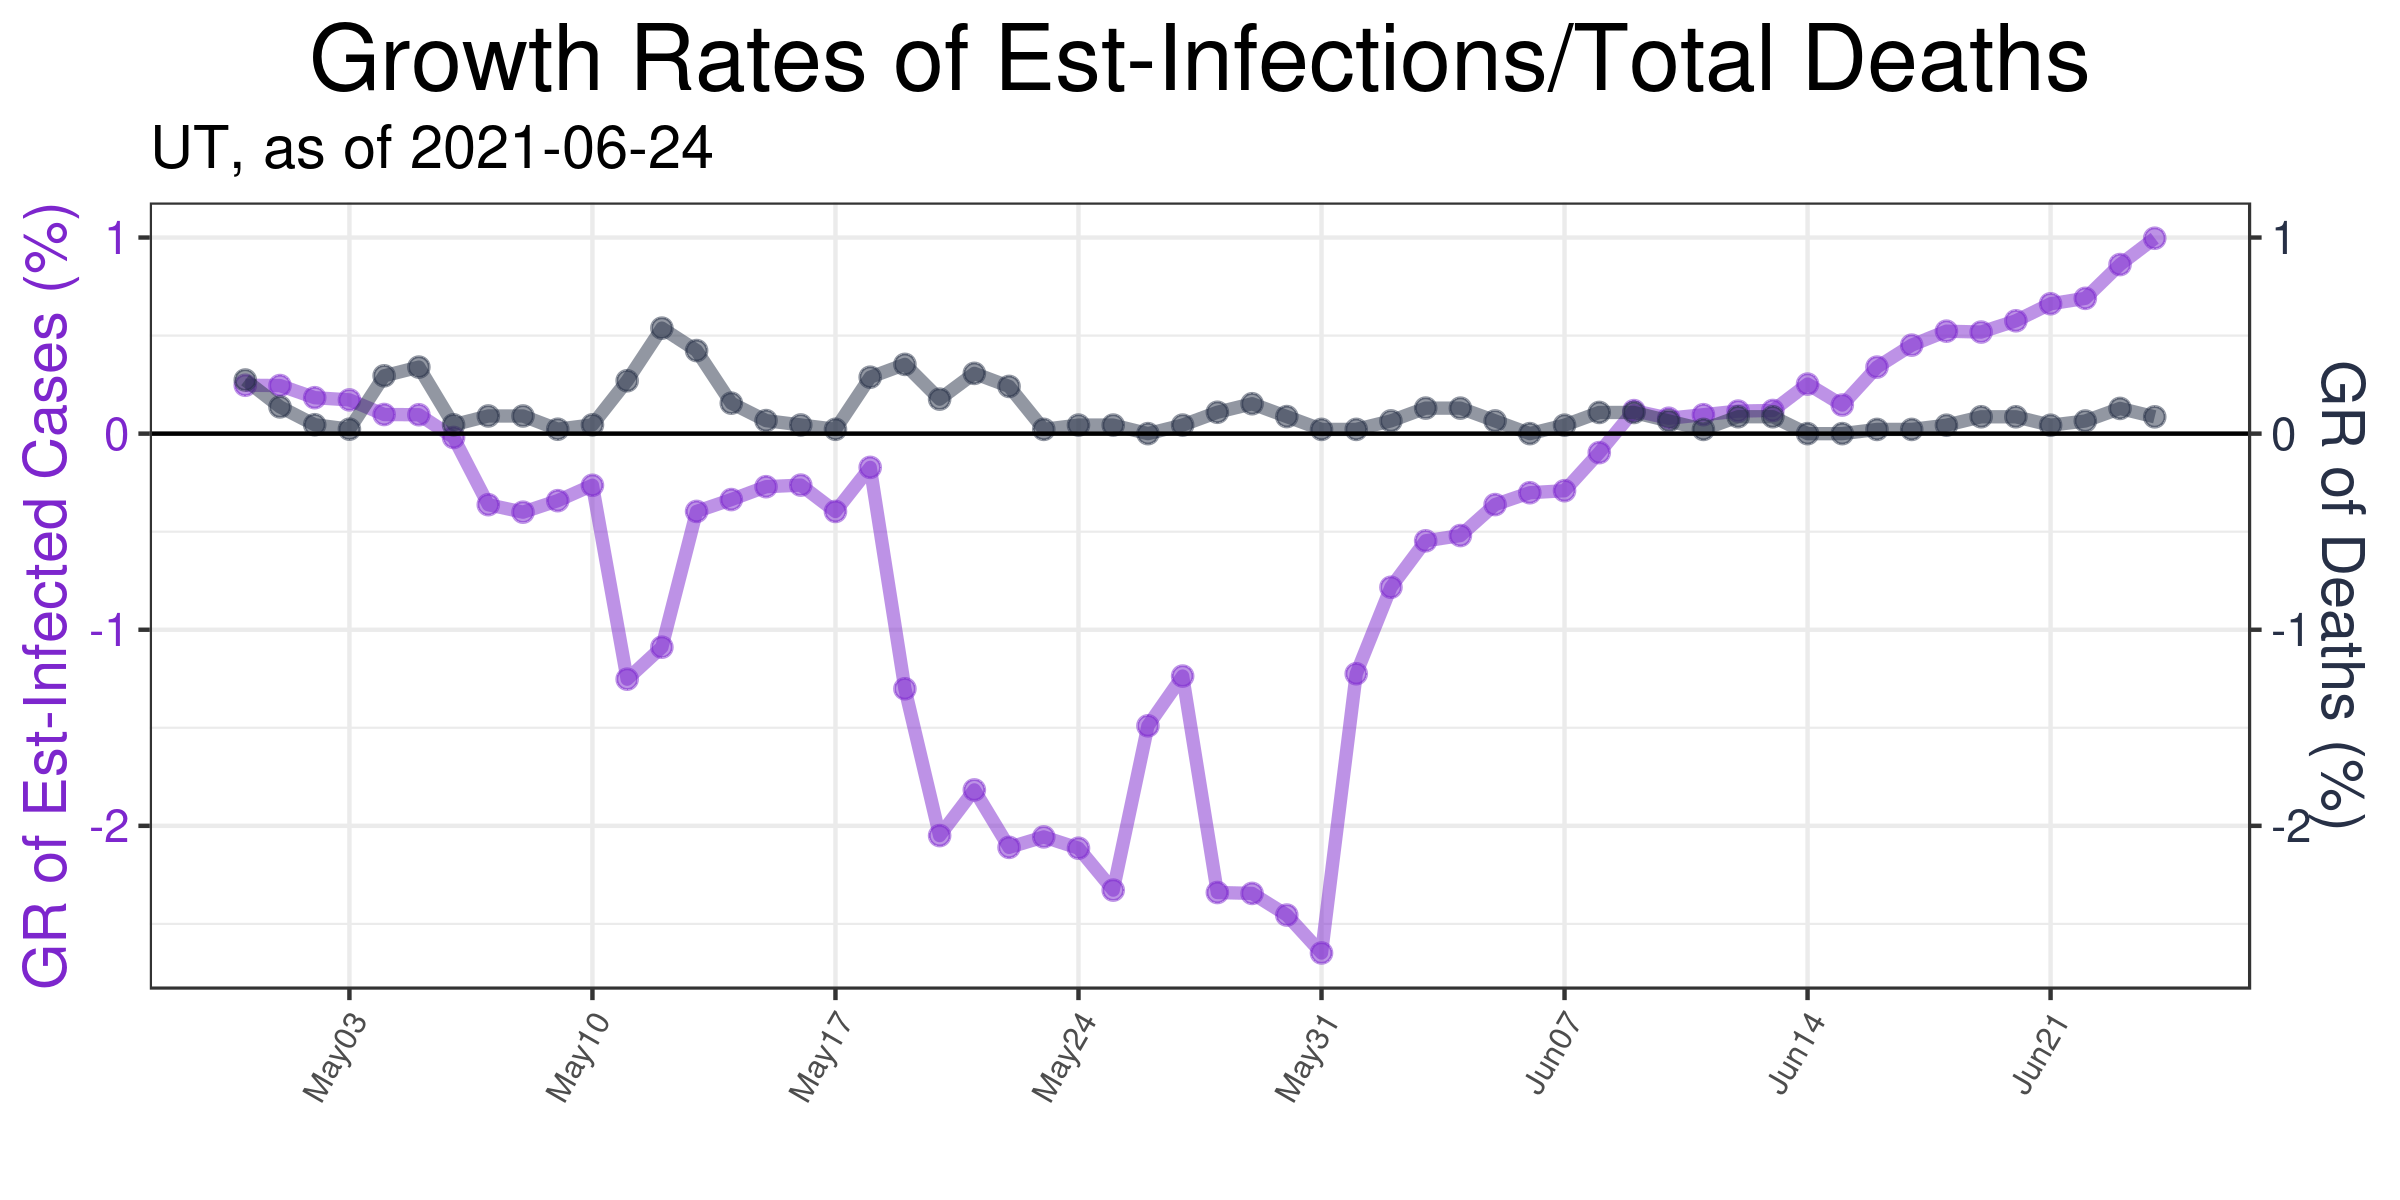 Growth Rates of Est-Infections/Total Deaths
UT, as of 2021-06-24
GR of Est-Infected Cases (%)
1
0
-1
-2
1
0
-1
-2
GR of Deaths (%)
May03
May10
May17
May24
May31
Jun07
Jun14
Jun21